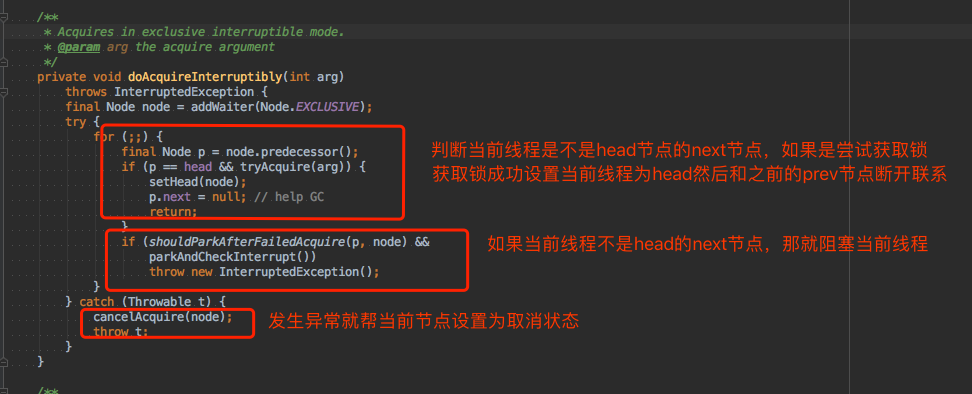 /**
* Acquires in exclusive interruptible mode.
* @param arg the acquire argument
*/
private void doAcquireInterruptibly(int arg)
throws InterruptedException {
final Node node = addWaiter(Node.EXCLUSIVE);
try {
for (;;) {
final Node p = node.predecessor();
if (p == head && tryAcquire(arg)) {
setHead(node);
p.next = null; // help GC
return;
}
判断当前线程是不是head节点的next节点，如果是尝试获取锁
获取锁成功设置当前线程为head然后和之前的prev节点断开联系
if (shouldParkAfterFailedAcquire(p, node) &&
parkAndCheckInterrupt())
throw new InterruptedException();
如果当前线程不是head的next节点，那就阻塞当前线程
}
} catch (Throwable t) {
cancelAcquire(node);
throw t;
发生异常就帮当前节点设置为取消状态
}
}
/**